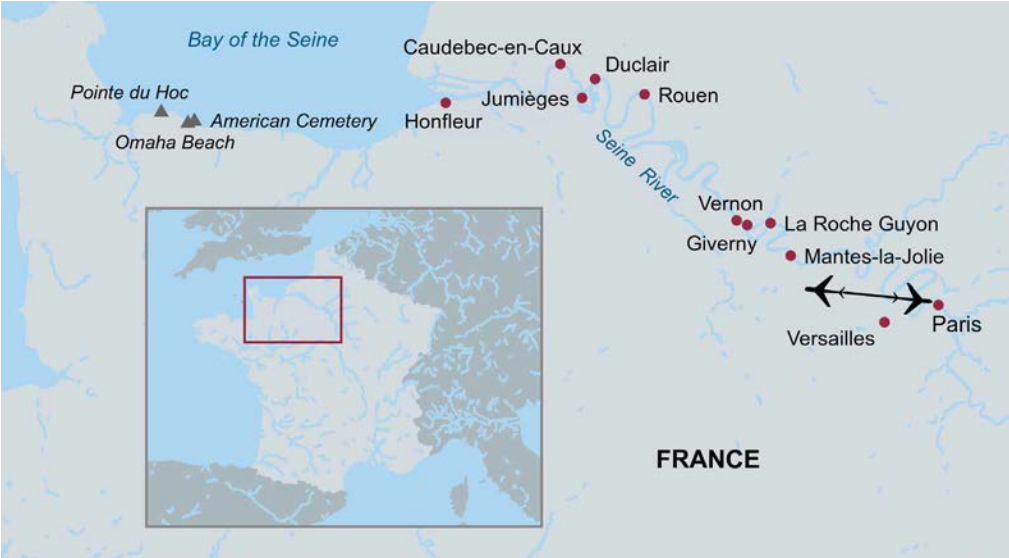 Bay of the Seine
Caudebec-en-Caux
Duclair
Pointe du Hoc
Jumièges
Rouen
American Cemetery
Honfleur
Omaha Beach
Seine River
Vernon
La Roche Guyon
Giverny
Mantes-la-Jolie
Paris
Versailles
FRANCE